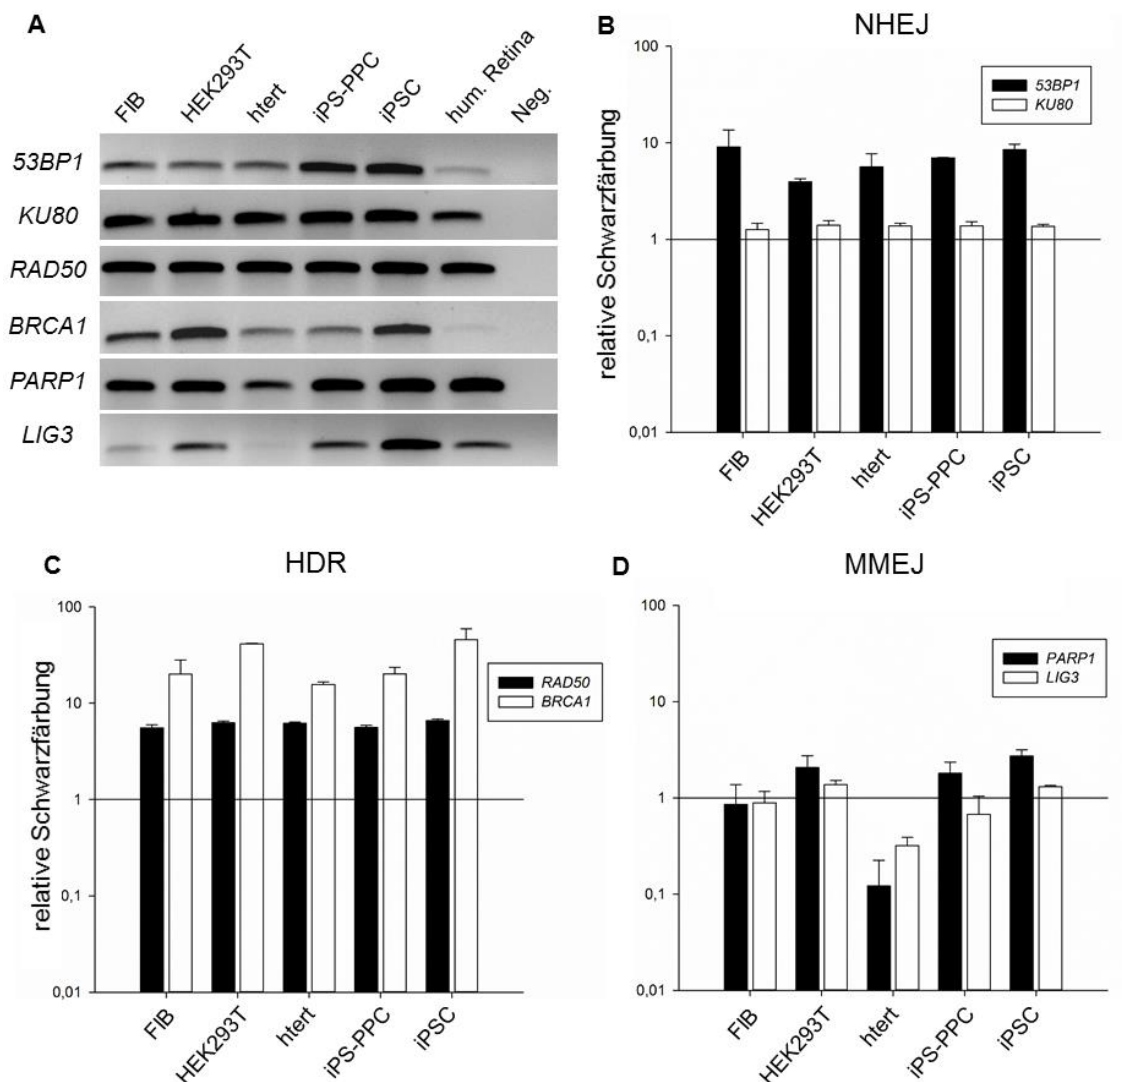 A
FIB
HEK293T
htert
iPS-PPC
iPSC
hum. Retina
Neg.
53BP1
KU80
RAD50
BRCA1
PARP1
LIG3
B
NHEJ
relative Schwarzfärbung
100
10
1
0,1
0,01
53BP1
KU80
FIB
HEK293T
htert
iPS-PPC
iPSC
C
HDR
relative Schwarzfärbung
100
10
1
0,1
0,01
RAD50
BRCA1
FIB
HEK293T
htert
iPS-PPC
iPSC
D
MMEJ
100
10
1
0,1
0,01
PARP1
LIG3
FIB
HEK293T
htert
iPS-PPC
iPSC